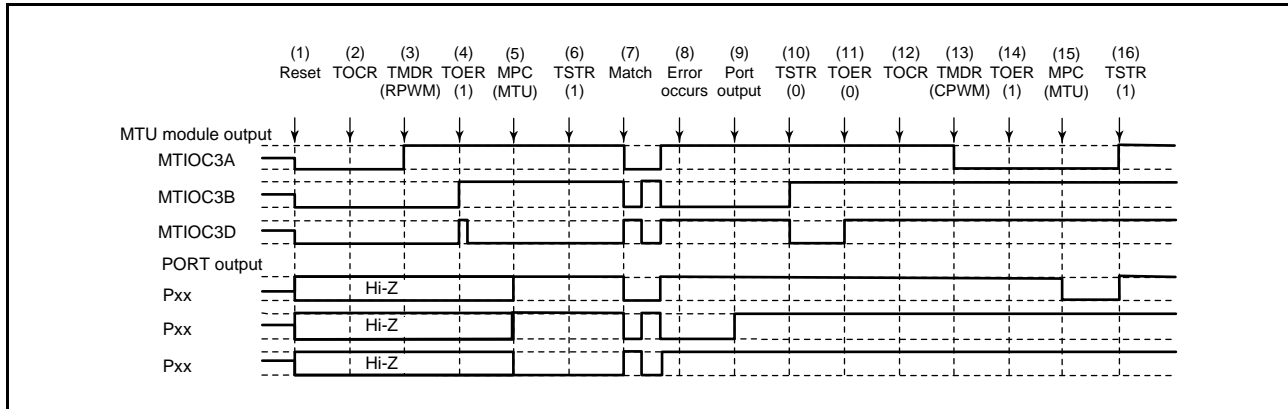 (1) (2) (3) (4) (5) (6) (7) (8) (9) (10) (11) (12) (13) (14) (15) (16)
Reset TOCR TMDR TOER MPC TSTR Match Error Port TSTR TOER TOCR TMDR TOER MPC TSTR
(RPWM) (1) (MTU) (1) occurs output (0) (0) (CPWM) (1) (MTU) (1)
MTU module output
MTIOC3A
MTIOC3B
MTIOC3D
PORT output
Pxx Hi-Z
Pxx Hi-Z
Pxx Hi-Z